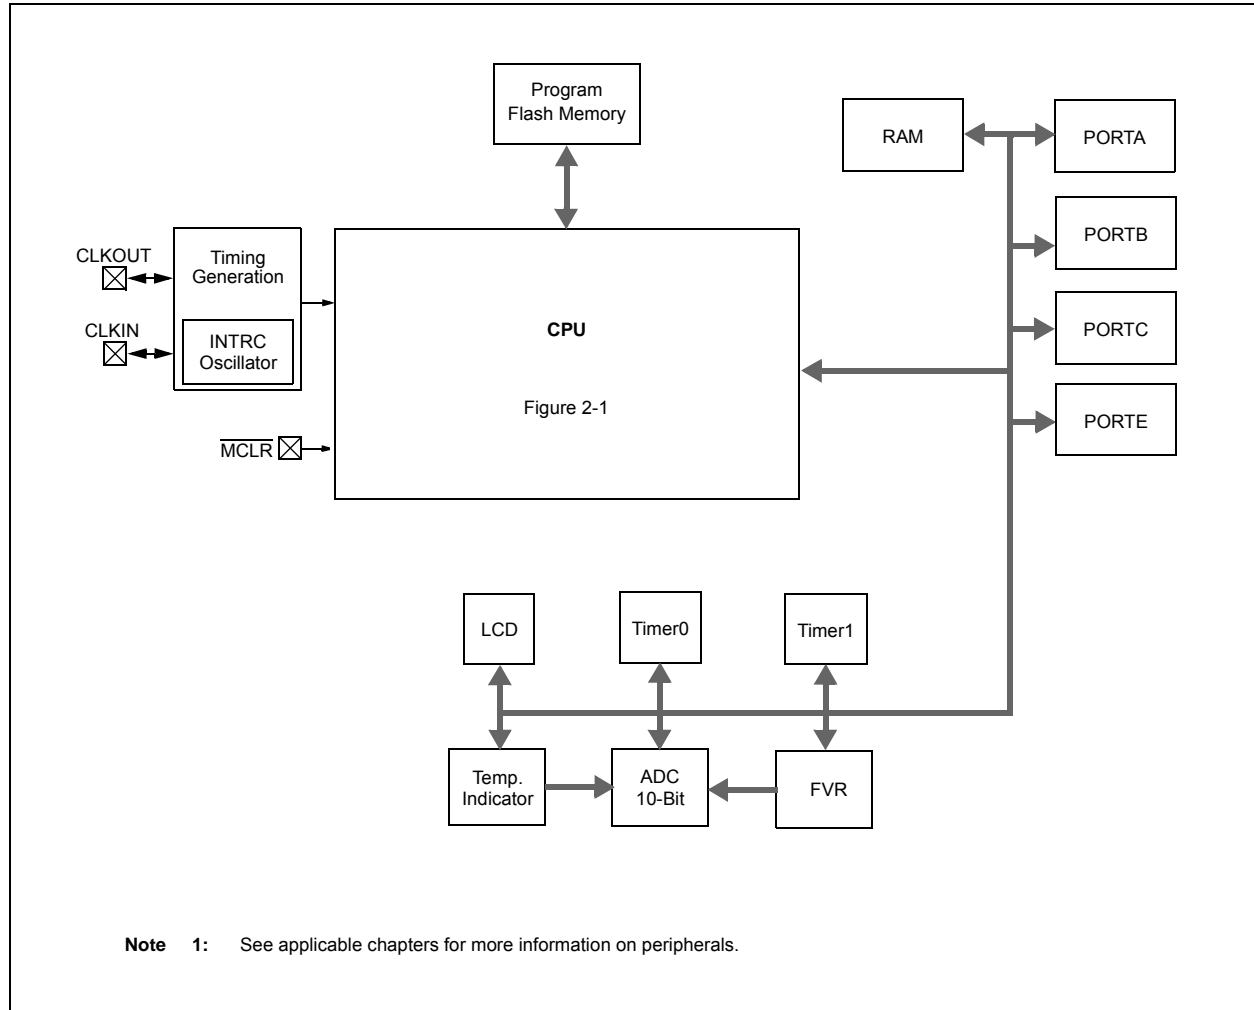 Program
Flash Memory
RAM
PORTA
PORTB
PORTC
PORTE
CLKOUT
Timing
Generation
CLKIN
INTRC
Oscillator
MCLR
CPU
Figure 2-1
LCD
Timer0
Timer1
Temp.
Indicator
ADC
10-Bit
FVR
Note 1: See applicable chapters for more information on peripherals.